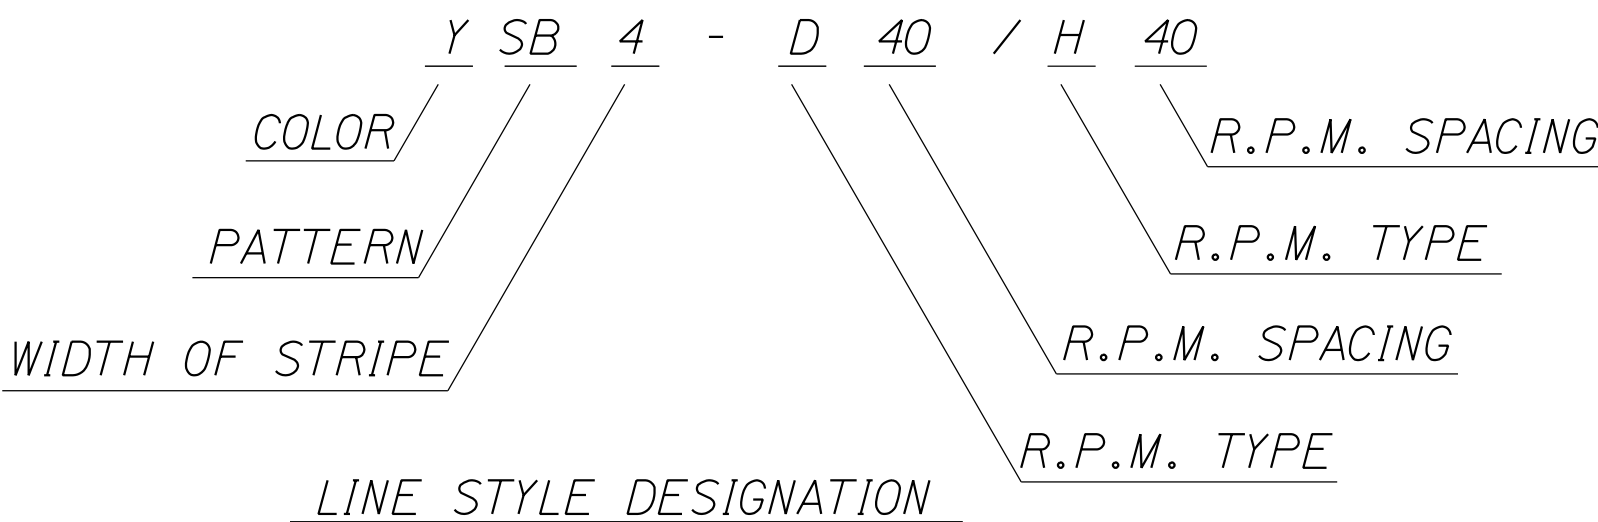 Y SB 4 - D 40 / H 40
COLOR
R.P.M. SPACING
PATTERN
R.P.M. TYPE
WIDTH OF STRIPE
R.P.M. SPACING
R.P.M. TYPE
LINE STYLE DESIGNATION